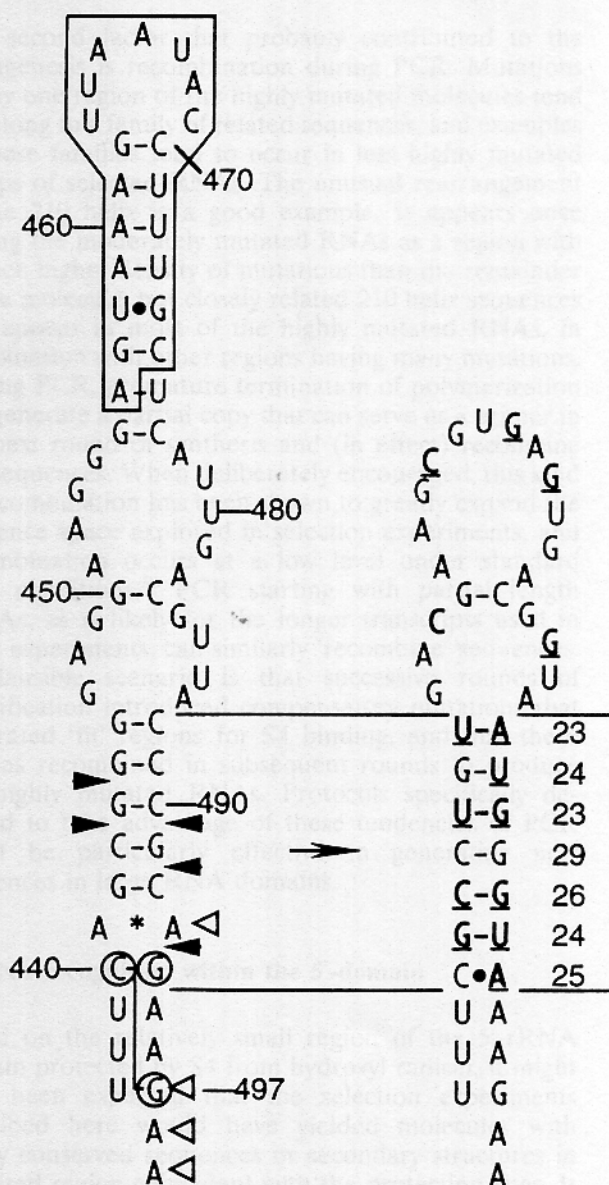 A
A U
U A
U G
G-C
470
A-U
460 A-U
A-U
U•G
G-C
A-U
G-C
G A
G U
U 480
A G
A A
450 G-C
G G
A U
U
G A
G-C
G-C
G-C 490
C-G
G-C
A * A
440 C G
U A
U A
U G 497
A
A
G U G
C A
G G
U
A G
A A
G-C
C G
G
A U
G A
U-A 23
G-U 24
U-G 23
C-G 29
C-G 26
G-U 24
C•A 25
U A
U A
U G
A
A